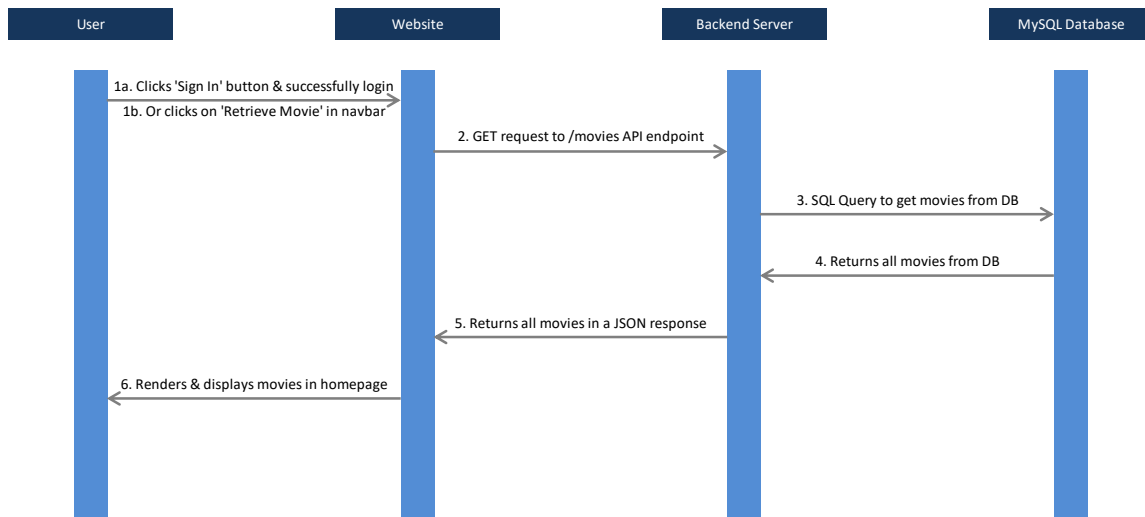 User
Website
Backend Server
MySQL Database
1a. Clicks 'Sign In' button & successfully login
1b. Or clicks on 'Retrieve Movie' in navbar
2. GET request to /movies API endpoint
3. SQL Query to get movies from DB
4. Returns all movies from DB
5. Returns all movies in a JSON response
6. Renders & displays movies in homepage